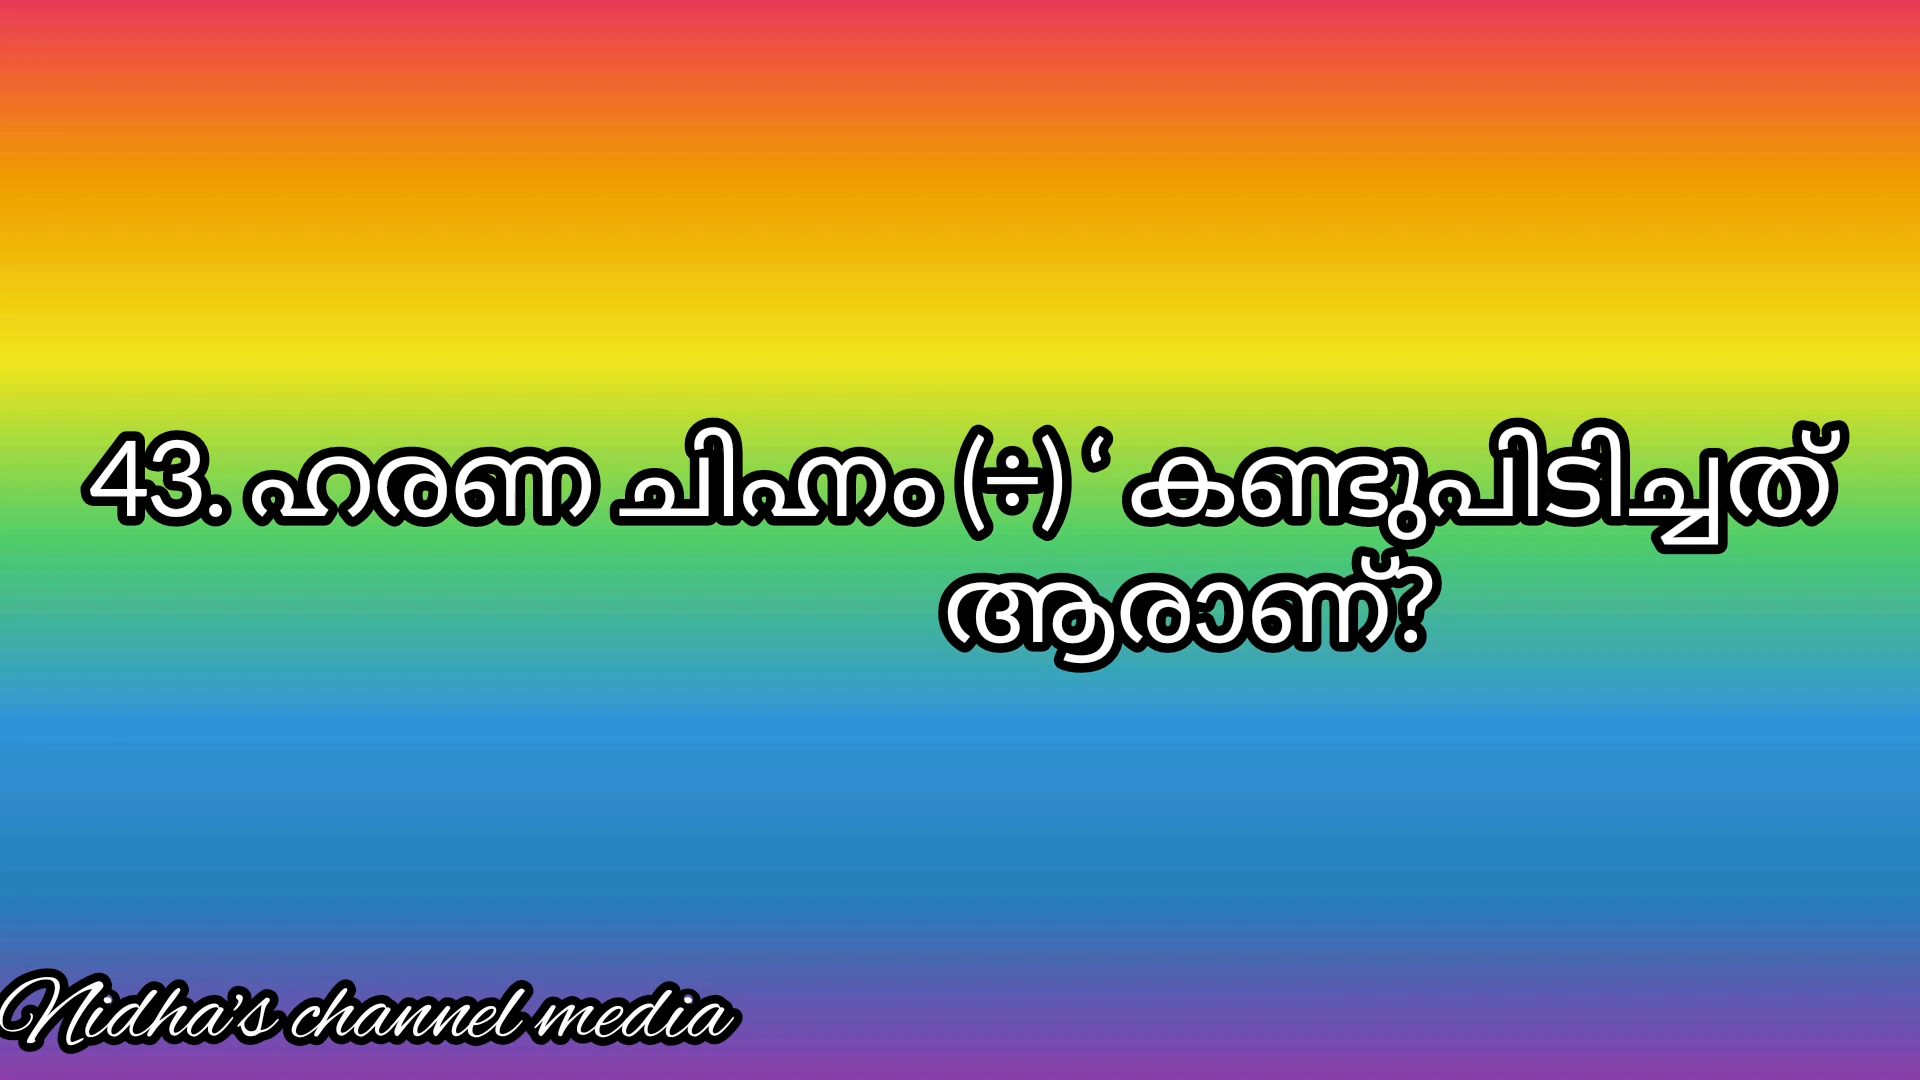 43. ഹരണ ചിഹ്നം (÷) ‘ കണ്ടുപിടിച്ചത്
ആരാണ്?
Nidha’s channel media